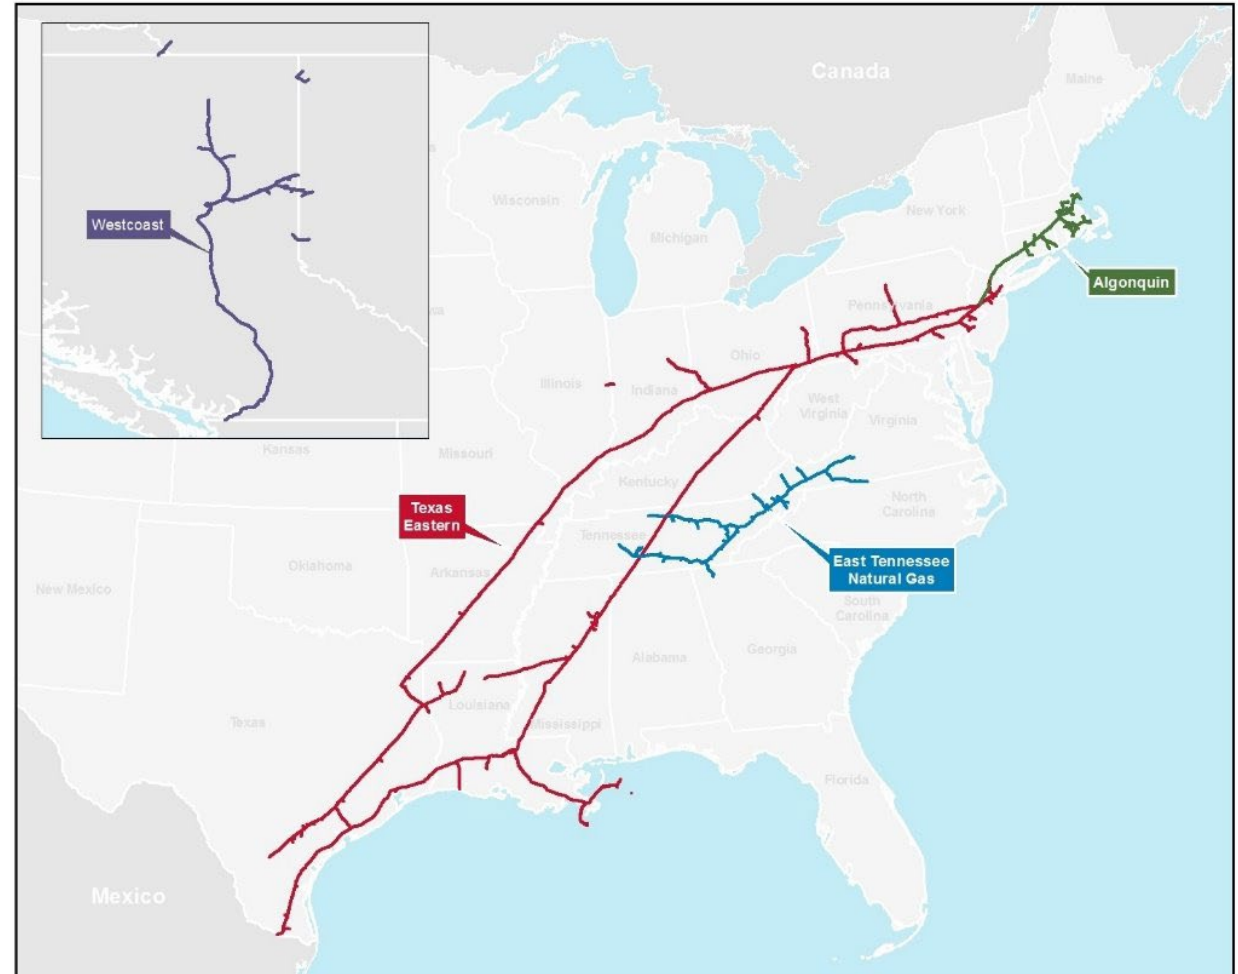 Canada
Maine
Wisconsin
New York
Michigan
Westcoast
Algonquin
Pennsylvania
Ohio
Illinois
Indiana
West
Virginia
Virginia
Kansas
Missouri
Kentucky
North
Carolina
Texas
Eastern
Tennessee
East Tennessee
Natural Gas
Oklahoma
Arkansas
New Mexico
South
Carolina
Alabama
Georgia
Louisiana
Mississippi
Texas
Florida
Mexico